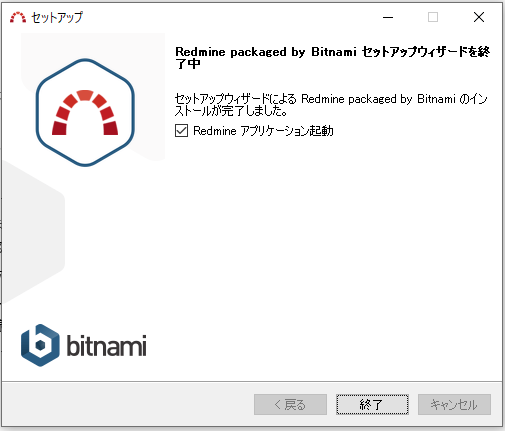 セットアップ
Redmine packaged by Bitnami セットアップウィザードを終
了中
セットアップウィザードによる Redmine packaged by Bitnami のイン
ストールが完了しました。
Redmine アプリケーション起動
bitnami
< 戻る
終了
キャンセル